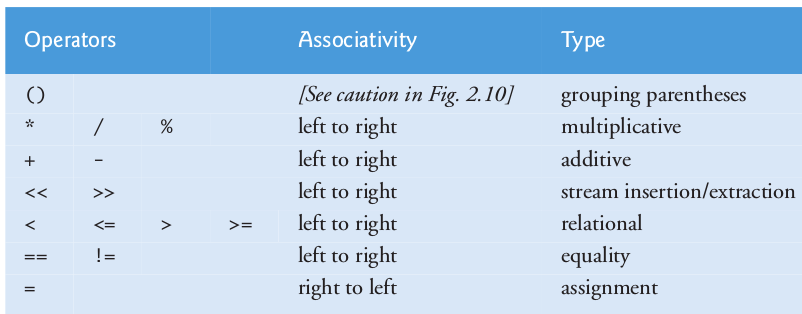 Operators Associativity Type
() [See caution in Fig. 2.10] grouping parentheses
* / % left to right multiplicative
+ - left to right additive
<< >> left to right stream insertion/extraction
< <= > >= left to right relational
== != left to right equality
= right to left assignment